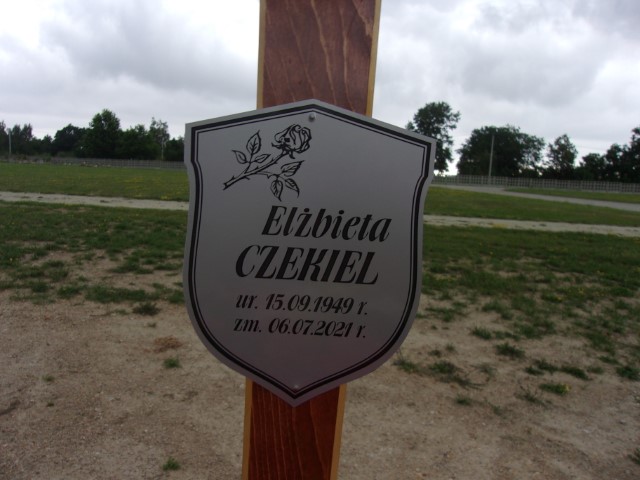 Elżbieta
CZEKIEL
ur. 15.09.1949 r.
zm. 06.07.2021 r.